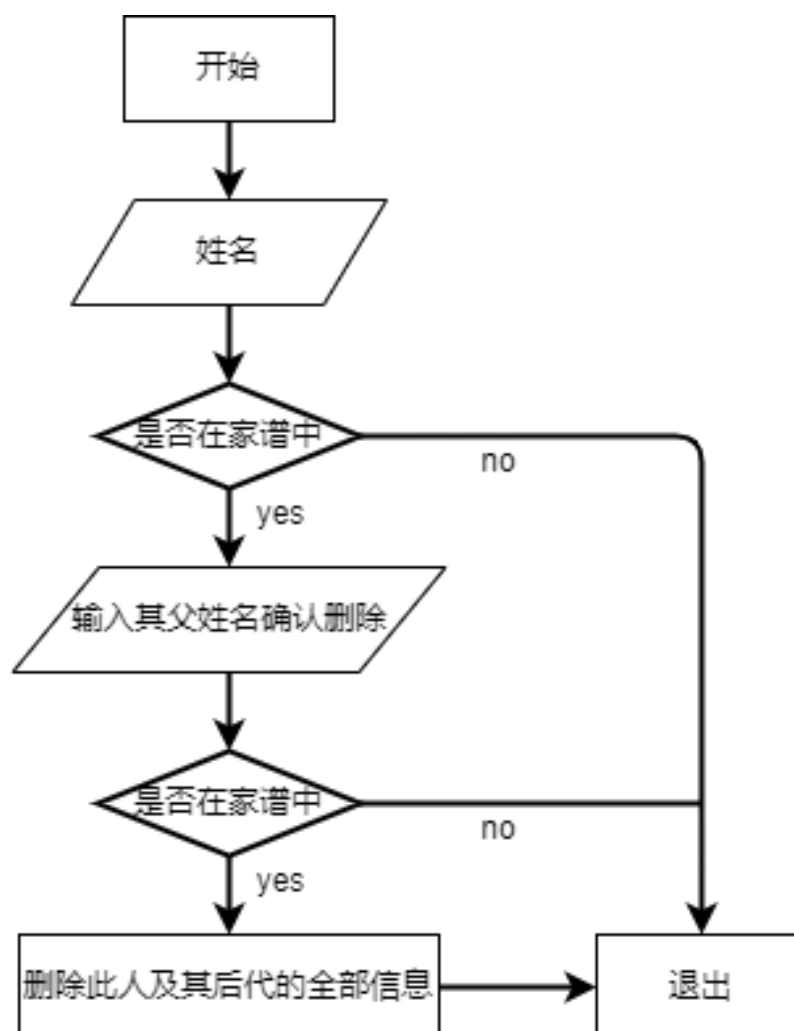 开始
姓名
是否在家谱中
no
yes
输入其父姓名确认删除
是否在家谱中
no
yes
删除此人及其后代的全部信息
退出